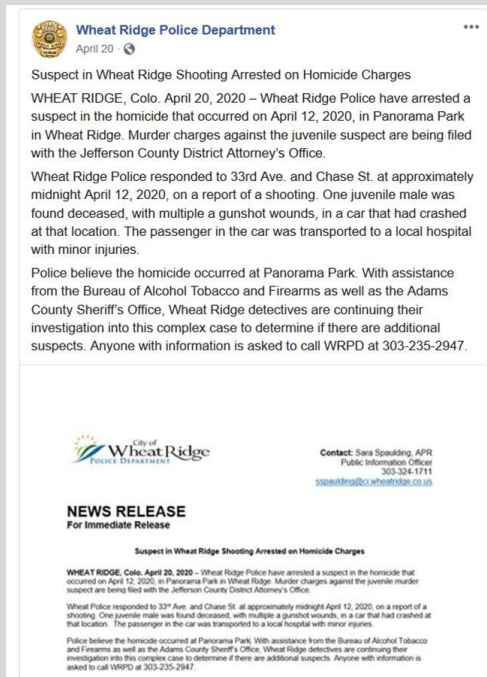 Wheat Ridge Police Department
April 20
Suspect in Wheat Ridge Shooting Arrested on Homicide Charges
WHEAT RIDGE, Colo. April 20, 2020 – Wheat Ridge Police have arrested a
suspect in the homicide that occurred on April 12, 2020, in Panorama Park
in Wheat Ridge. Murder charges against the juvenile suspect are being filed
with the Jefferson County District Attorney's Office.
Wheat Ridge Police responded to 33rd Ave. and Chase St. at approximately
midnight April 12, 2020, on a report of a shooting. One juvenile male was
found deceased, with multiple a gunshot wounds, in a car that had crashed
at that location. The passenger in the car was transported to a local hospital
with minor injuries.
Police believe the homicide occurred at Panorama Park. With assistance
from the Bureau of Alcohol Tobacco and Firearms as well as the Adams
County Sheriff's Office, Wheat Ridge detectives are continuing their
investigation into this complex case to determine if there are additional
suspects. Anyone with information is asked to call WRPD at 303-235-2947.
City of
Wheat Ridge
POLICE DEPARTMENT
Contact: Sara Spaulding, APR
Public Information Officer
303-324-1711
sspaulding@ci.wheatridge.co.us
NEWS RELEASE
For Immediate Release
Suspect in Wheat Ridge Shooting Arrested on Homicide Charges
WHEAT RIDGE, Colo. April 20, 2020 – Wheat Ridge Police have arrested a suspect in the homicide that
occurred on April 12, 2020, in Panorama Park in Wheat Ridge. Murder charges against the juvenile murder
suspect are being filed with the Jefferson County District Attorney's Office.
Wheat Ridge Police responded to 33rd Ave. and Chase St. at approximately midnight April 12, 2020, on a report of a
shooting. One juvenile male was found deceased, with multiple a gunshot wounds, in a car that had crashed at
that location. The passenger in the car was transported to a local hospital with minor injuries.
Police believe the homicide occurred at Panorama Park. With assistance from the Bureau of Alcohol Tobacco
and Firearms as well as the Adams County Sheriff's Office, Wheat Ridge detectives are continuing their
investigation into this complex case to determine if there are additional suspects. Anyone with information is
asked to call WRPD at 303-235-2947.